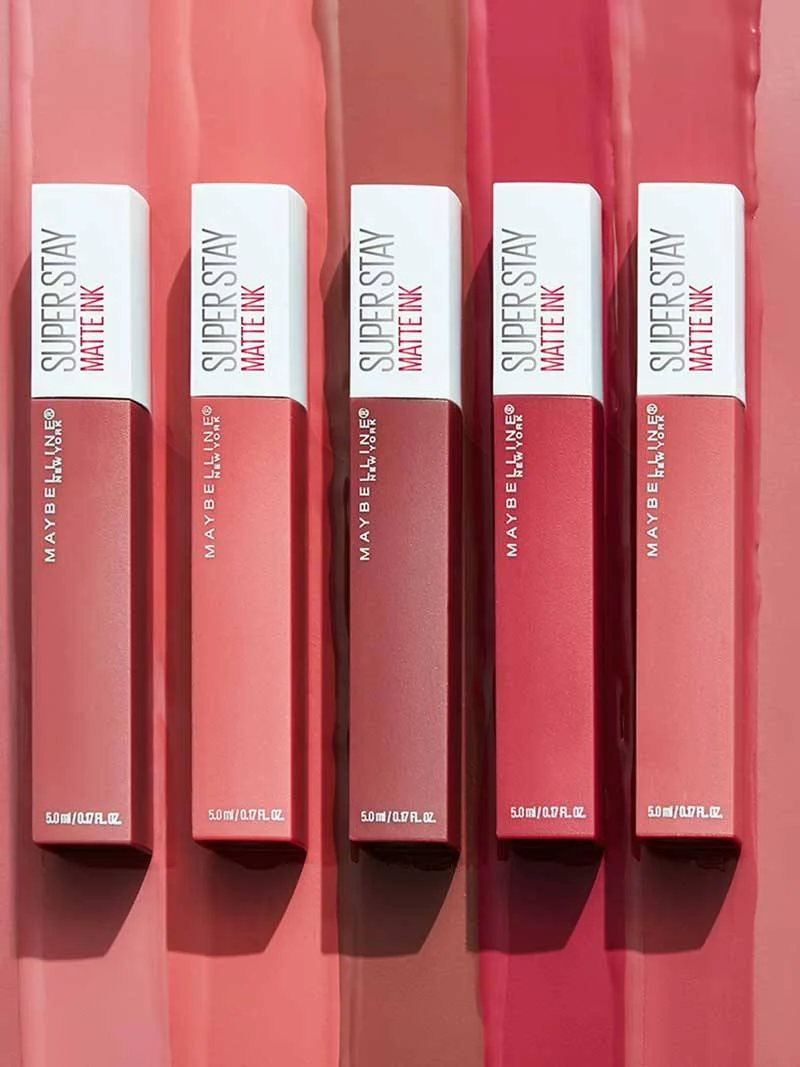 SUPER STAY
MATTE INK
MAYBELLINE®
NEW YORK
5.0 ml / 0.17 FL. OZ.
SUPER STAY
MATTE INK
MAYBELLINE®
NEW YORK
5.0 ml / 0.17 FL. OZ.
SUPER STAY
MATTE INK
MAYBELLINE®
NEW YORK
5.0 ml / 0.17 FL. OZ.
SUPER STAY
MATTE INK
MAYBELLINE®
NEW YORK
5.0 ml / 0.17 FL. OZ.
SUPER STAY
MATTE INK
MAYBELLINE®
NEW YORK
5.0 ml / 0.17 FL. OZ.